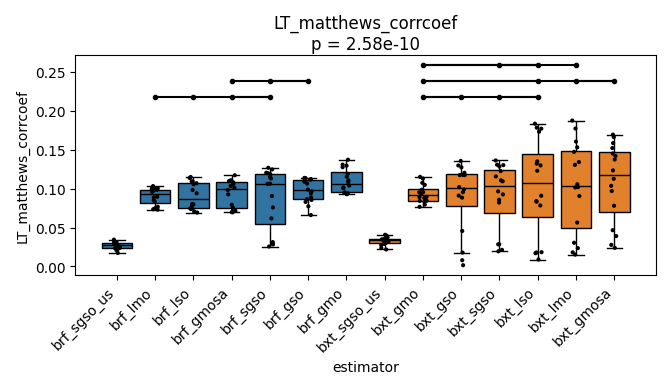 LT_matthews_corrcoef
p = 2.58e-10
LT_matthews_corrcoef
0.25
0.20
0.15
0.10
0.05
0.00
brf_sgso_us
brf_lmo
brf_lso
brf_gmosa
brf_sgso
brf_gso
brf_gmo
bxt_sgso_us
bxt_gmo
bxt_gso
bxt_sgso
bxt_lso
bxt_lmo
bxt_gmosa
estimator